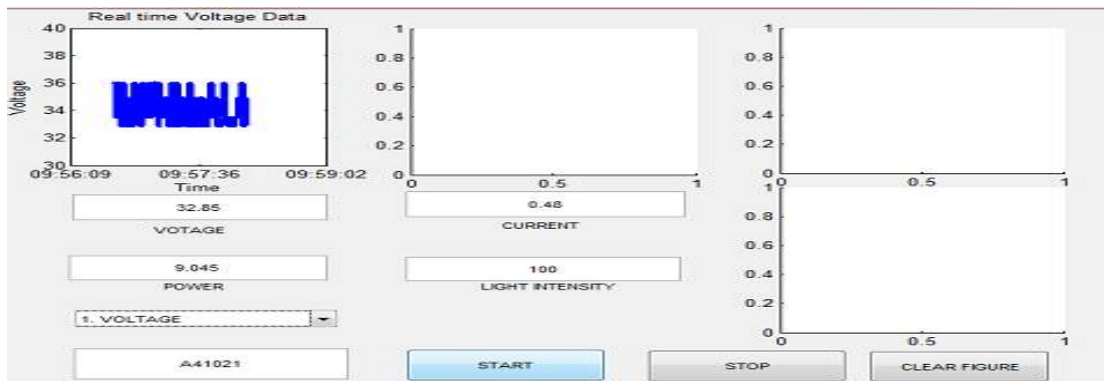 Real time Voltage Data
Voltage
40
38
36
34
32
30
09:56:09 09:57:36 09:59:02
Time
1
0.8
0.6
0.4
0.2
0
0 0.5 1
1
0.8
0.6
0.4
0.2
0
0 0.5 1
32.85
VOTAGE
0.48
CURRENT
1
0.8
0.6
0.4
0.2
0
0 0.5 1
9.045
POWER
100
LIGHT INTENSITY
1. VOLTAGE
A41021
START
STOP
CLEAR FIGURE